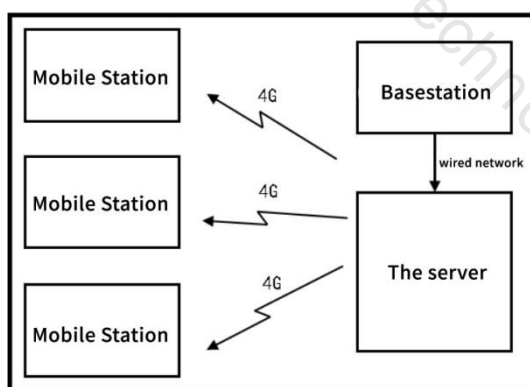 Mobile Station
4G
Basestation
wired network
Mobile Station
4G
The server
4G
Mobile Station